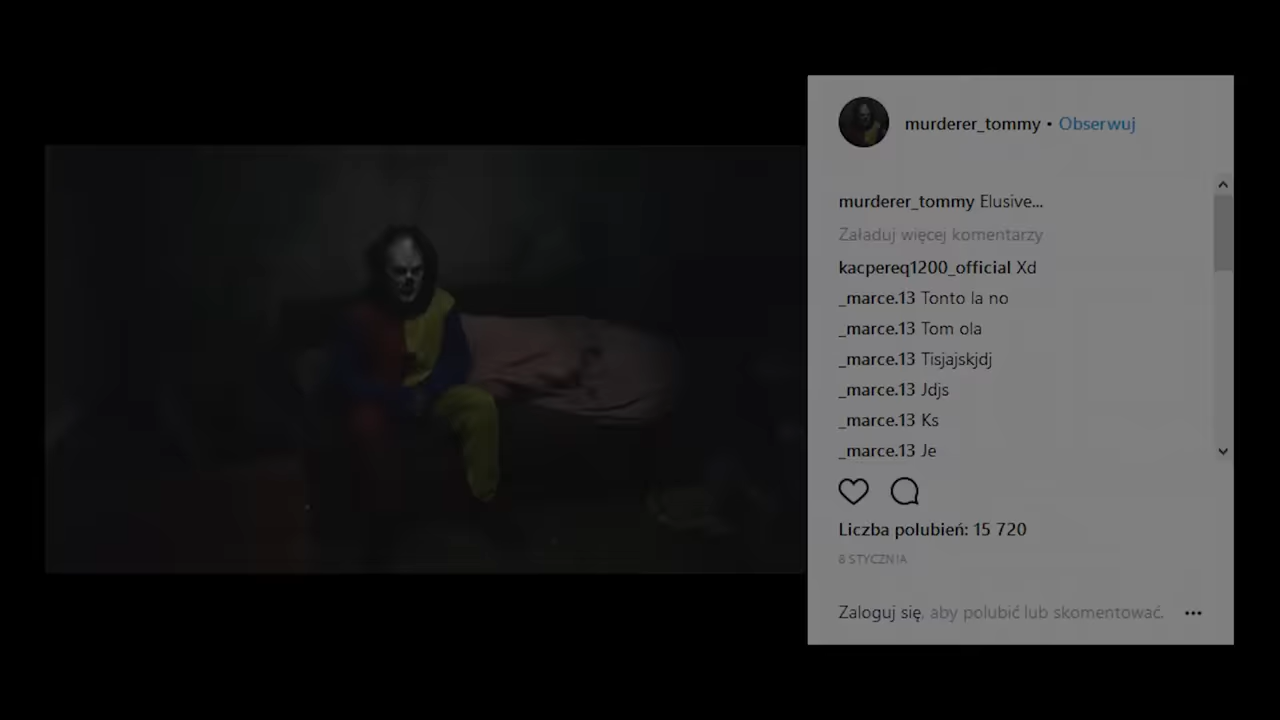 murderer_tommy • Obserwuj
murderer_tommy Elusive...
Załaduj więcej komentarzy
kacpereq1200_official Xd
_marce.13 Tonto la no
_marce.13 Tom ola
_marce.13 Tisjajskjdj
_marce.13 Jdjs
_marce.13 Ks
_marce.13 Je
Liczba polubień: 15 720
8 STYCZNIA
Zaloguj się, aby polubić lub skomentować.